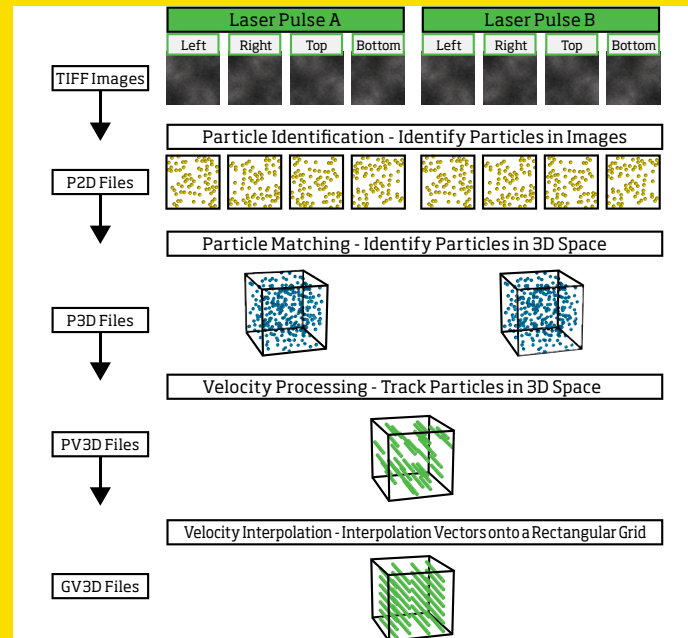 Laser Pulse A
Laser Pulse B
Left
Right
Top
Bottom
Left
Right
Top
Bottom
TIFF Images
Particle Identification - Identify Particles in Images
P2D Files
Particle Matching - Identify Particles in 3D Space
P3D Files
Velocity Processing - Track Particles in 3D Space
PV3D Files
Velocity Interpolation - Interpolation Vectors onto a Rectangular Grid
GV3D Files